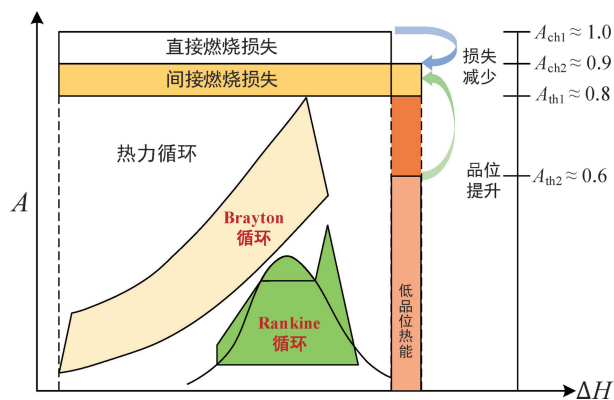 A
直接燃烧损失
间接燃烧损失
热力循环
Brayton
循环
Rankine
循环
低品位热能
损失
减少
品位
提升
A_ch1 ≈ 1.0
A_ch2 ≈ 0.9
A_th1 ≈ 0.8
A_th2 ≈ 0.6
ΔH